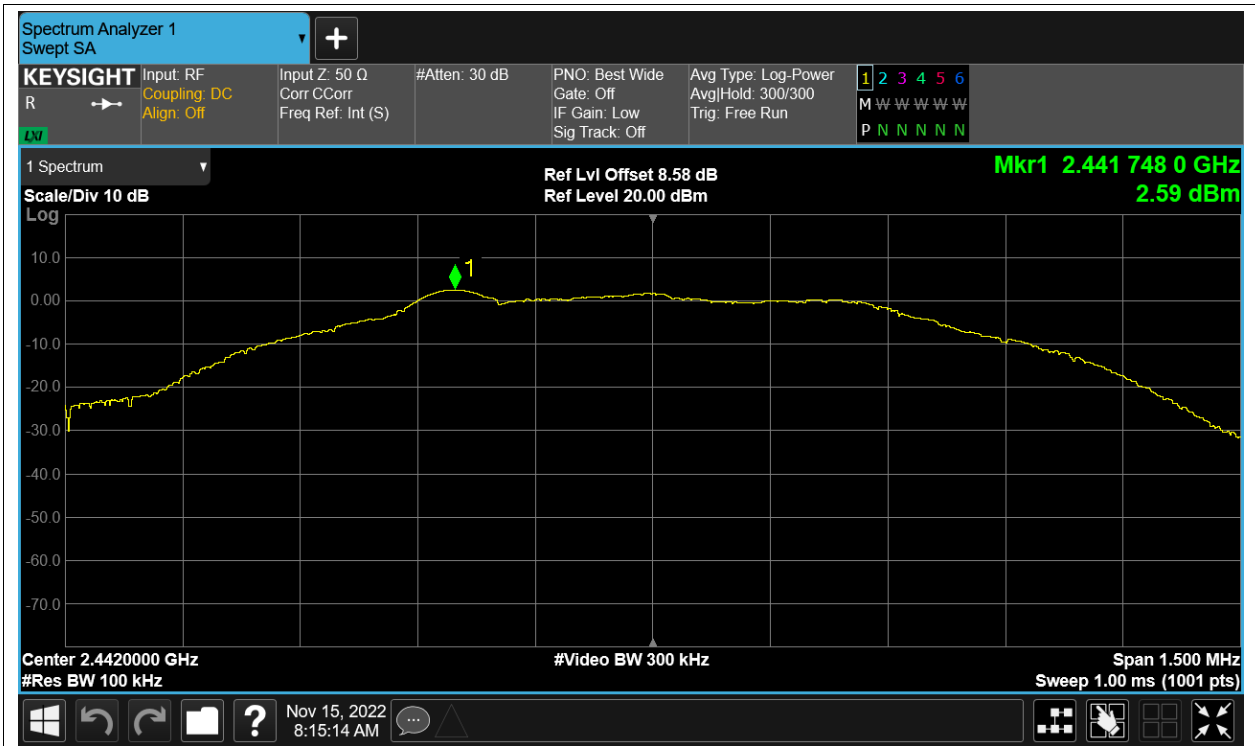 Spectrum Analyzer 1
Swept SA
KEYSIGHT
R
LXI
Input: RF
Coupling: DC
Align: Off
Input Z: 50 Ω
Corr CCorr
Freq Ref: Int (S)
#Atten: 30 dB
PNO: Best Wide
Gate: Off
IF Gain: Low
Sig Track: Off
Avg Type: Log-Power
Avg|Hold: 300/300
Trig: Free Run
1 2 3 4 5 6
M W W W W W
P N N N N N
1 Spectrum
Scale/Div 10 dB
Log
Ref Lvl Offset 8.58 dB
Ref Level 20.00 dBm
Mkr1 2.441 748 0 GHz
2.59 dBm
1
10.0
0.00
-10.0
-20.0
-30.0
-40.0
-50.0
-60.0
-70.0
Center 2.4420000 GHz
#Res BW 100 kHz
#Video BW 300 kHz
Span 1.500 MHz
Sweep 1.00 ms (1001 pts)
?
Nov 15, 2022
8:15:14 AM